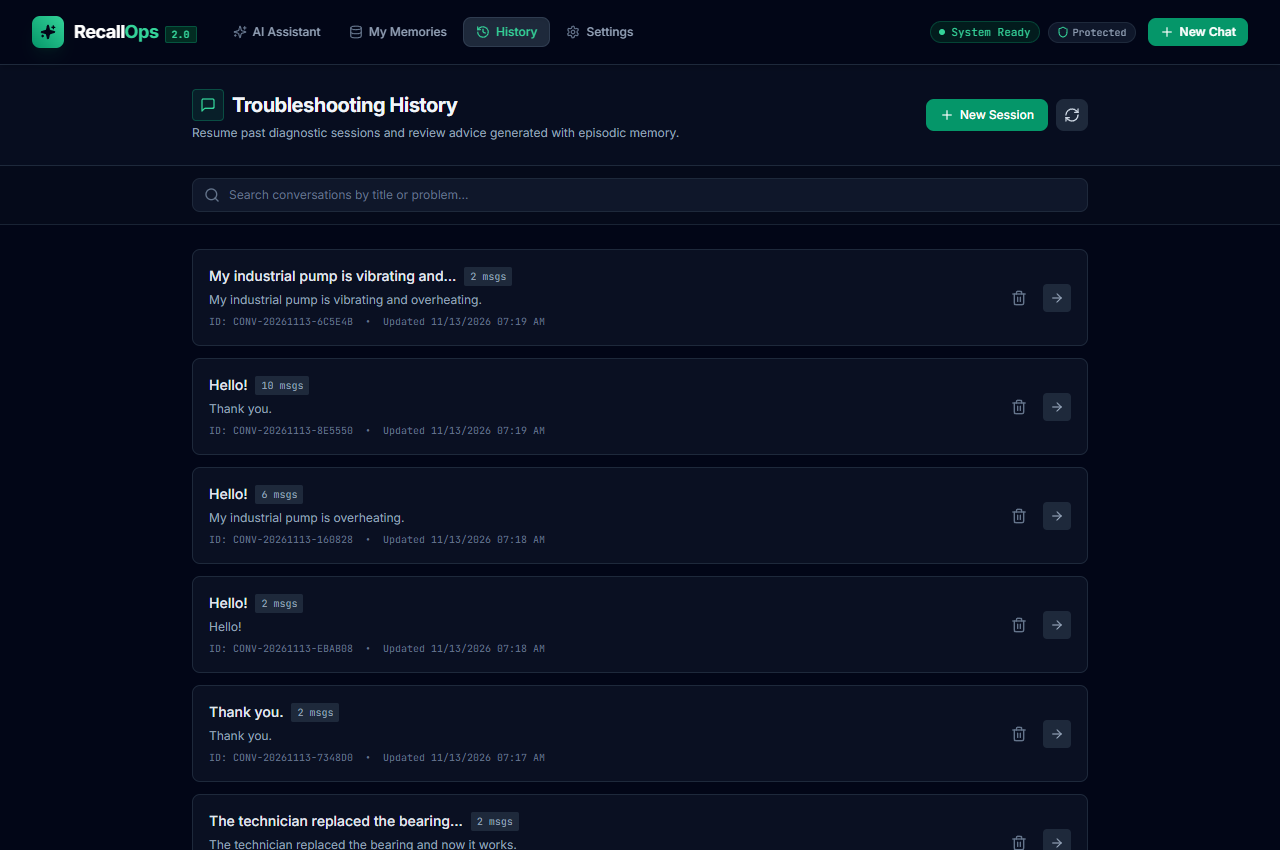 RecallOps 2.0 AI Assistant My Memories History Settings System Ready Protected + New Chat
Troubleshooting History
Resume past diagnostic sessions and review advice generated with episodic memory.
+ New Session
Search conversations by title or problem...
My industrial pump is vibrating and... 2 msgs
My industrial pump is vibrating and overheating.
ID: CONV-20261113-6C5E4B • Updated 11/13/2026 07:19 AM
Hello! 10 msgs
Thank you.
ID: CONV-20261113-8E5550 • Updated 11/13/2026 07:19 AM
Hello! 6 msgs
My industrial pump is overheating.
ID: CONV-20261113-160828 • Updated 11/13/2026 07:18 AM
Hello! 2 msgs
Hello!
ID: CONV-20261113-EBAB08 • Updated 11/13/2026 07:18 AM
Thank you. 2 msgs
Thank you.
ID: CONV-20261113-7348D0 • Updated 11/13/2026 07:17 AM
The technician replaced the bearing... 2 msgs
The technician replaced the bearing and now it works.